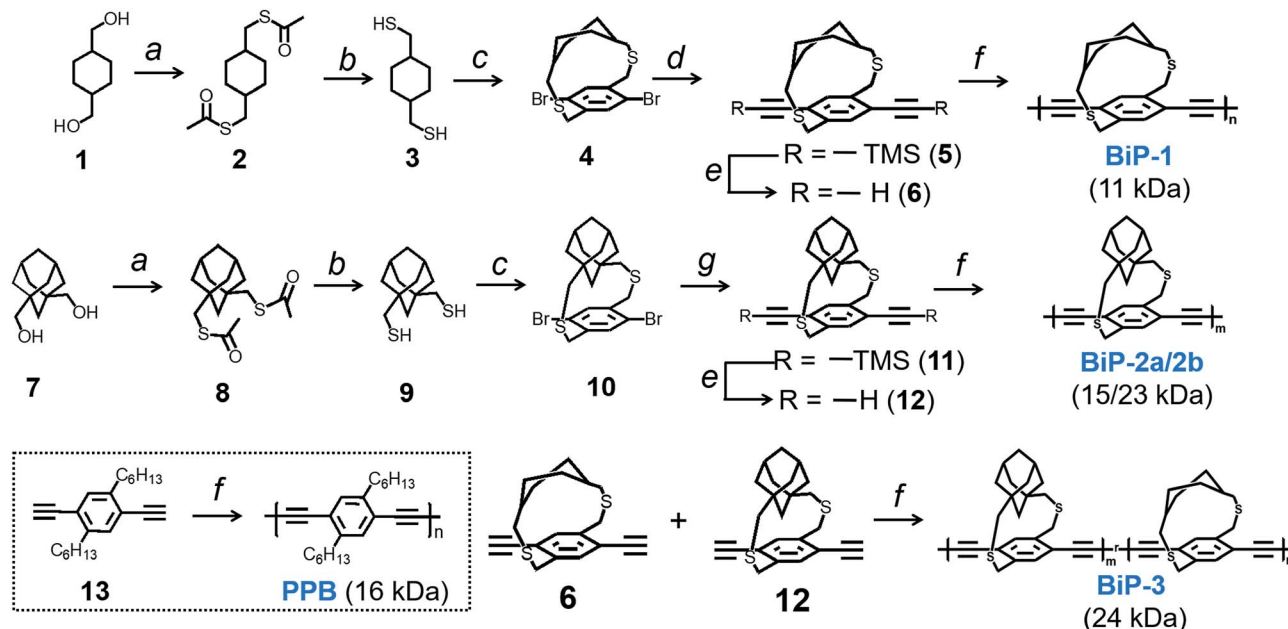 OH
HO
1
a
S
O
O
S
2
b
HS
SH
3
c
S
Br
Br
S
4
d
S
R
R
S
R = — TMS (5)
e
R = — H (6)
f
s
s
n
BiP-1
(11 kDa)
OH
OH
7
a
O
S
S
O
8
b
SH
SH
9
c
S
Br
Br
S
10
g
S
R
R
S
R = —TMS (11)
e
R = —H (12)
f
s
s
m
BiP-2a/2b
(15/23 kDa)
C6H13
C6H13
13
f
C6H13
C6H13
n
PPB (16 kDa)
S
S
6
+
S
S
12
f
S
S
m
r
s
s
n
BiP-3
(24 kDa)